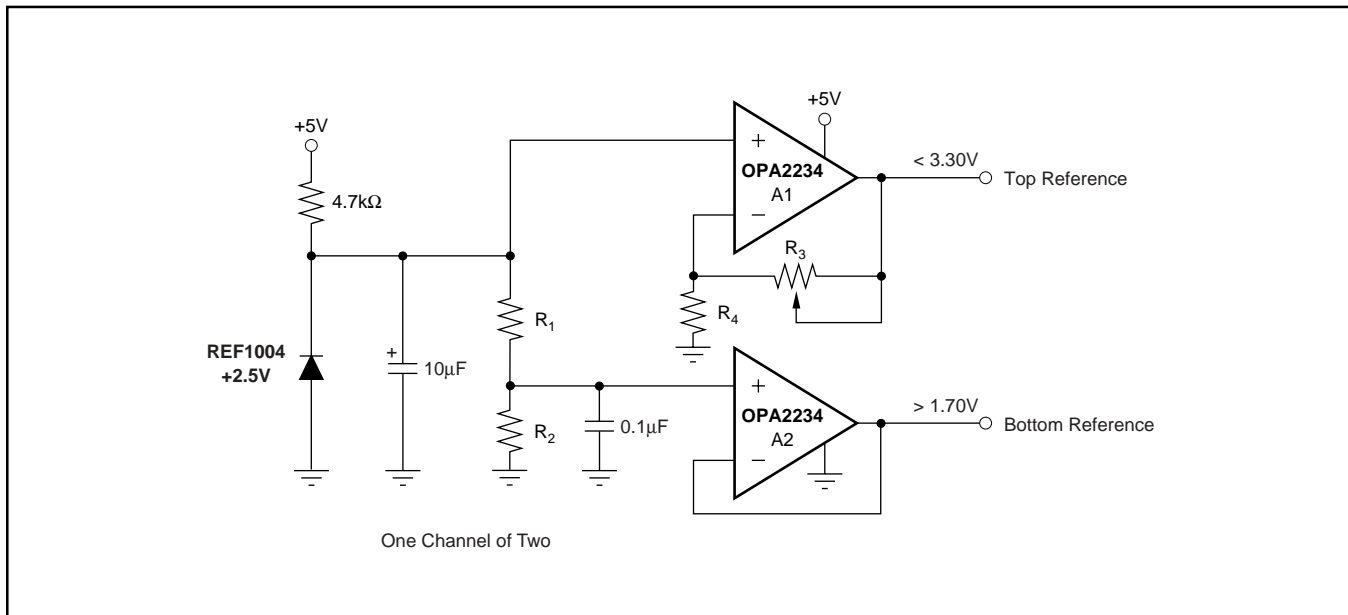 +5V
4.7kΩ
REF1004
+2.5V
+
10µF
R1
R2
0.1µF
+5V
+
OPA2234
A1
−
< 3.30V
Top Reference
R3
R4
+
OPA2234
A2
−
> 1.70V
Bottom Reference
One Channel of Two